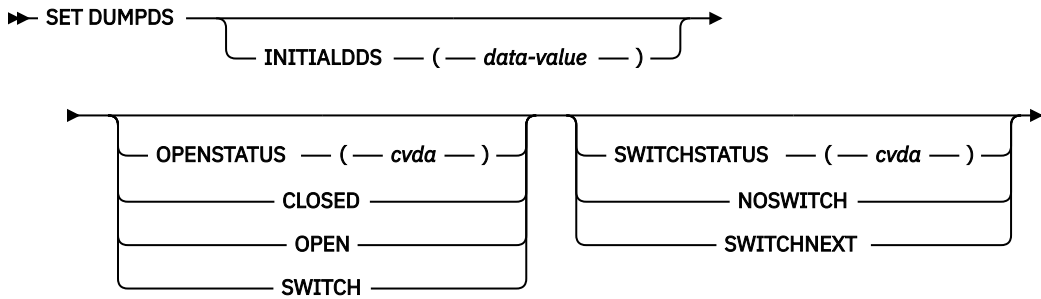 SET DUMPDS
INITIALDDS ( data-value )
OPENSTATUS ( cvda ) SWITCHSTATUS ( cvda )
CLOSED NOSWITCH
OPEN SWITCHNEXT
SWITCH